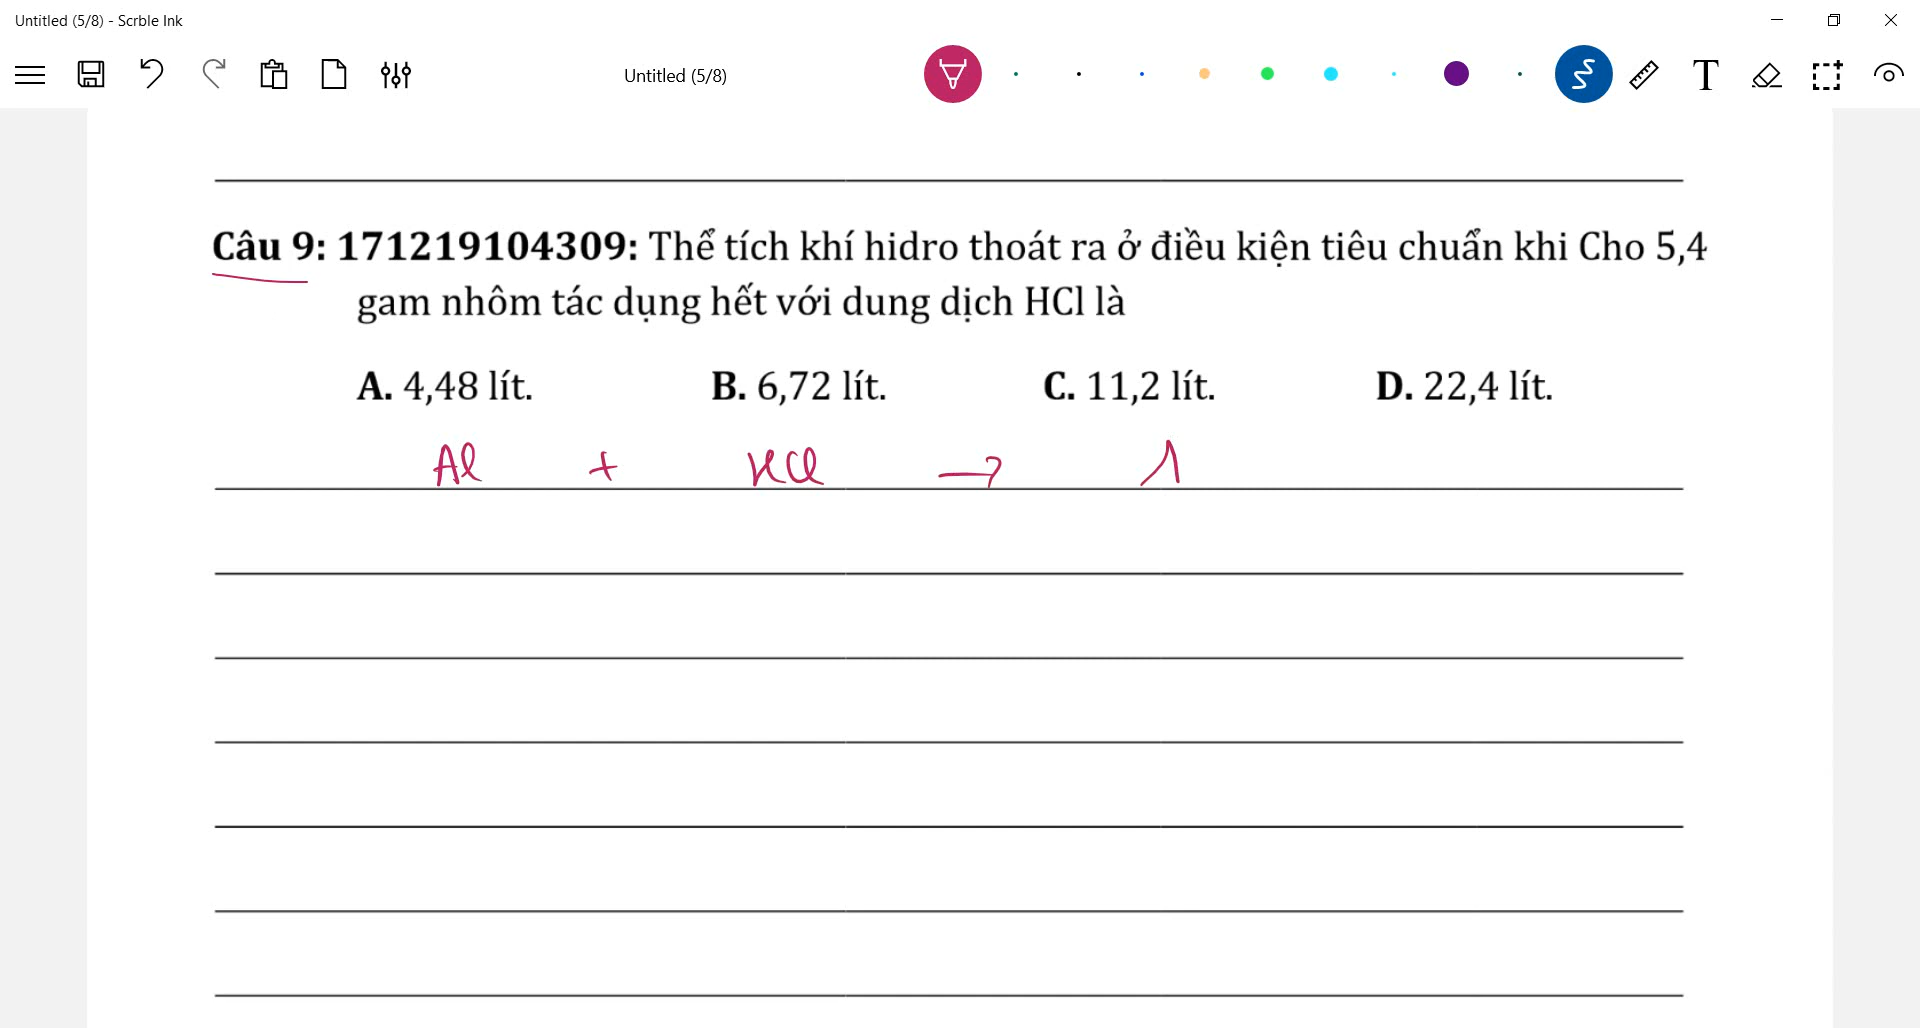 Untitled (5/8) - Scrble Ink
Untitled (5/8)
T
Câu 9: 171219104309: Thể tích khí hidro thoát ra ở điều kiện tiêu chuẩn khi Cho 5,4
gam nhôm tác dụng hết với dung dịch HCl là
A. 4,48 lít. B. 6,72 lít. C. 11,2 lít. D. 22,4 lít.
Al + HCl →